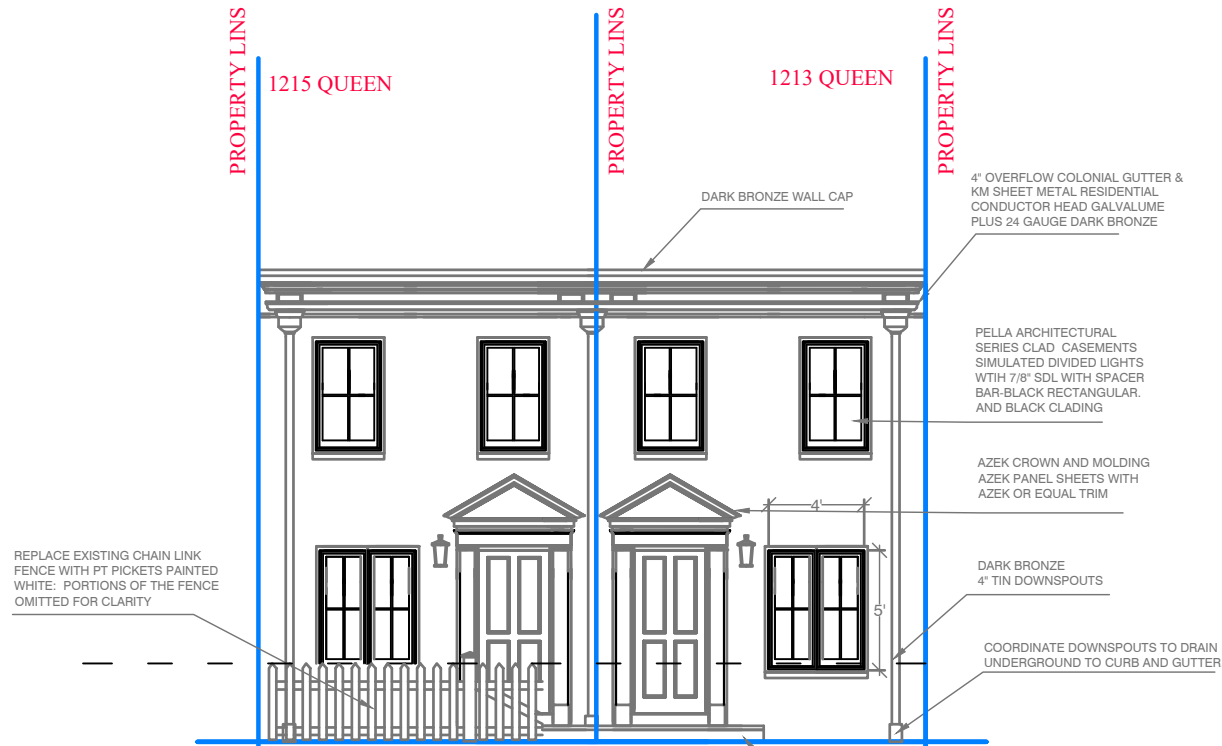 PROPERTY LINS
1215 QUEEN
PROPERTY LINS
1213 QUEEN
PROPERTY LINS
DARK BRONZE WALL CAP
4" OVERFLOW COLONIAL GUTTER &
KM SHEET METAL RESIDENTIAL
CONDUCTOR HEAD GALVALUME
PLUS 24 GAUGE DARK BRONZE
PELLA ARCHITECTURAL
SERIES CLAD CASEMENTS
SIMULATED DIVIDED LIGHTS
WTIH 7/8" SDL WITH SPACER
BAR-BLACK RECTANGULAR.
AND BLACK CLADING
AZEK CROWN AND MOLDING
AZEK PANEL SHEETS WITH
AZEK OR EQUAL TRIM
4'
REPLACE EXISTING CHAIN LINK
FENCE WITH PT PICKETS PAINTED
WHITE: PORTIONS OF THE FENCE
OMITTED FOR CLARITY
DARK BRONZE
4" TIN DOWNSPOUTS
5'
COORDINATE DOWNSPOUTS TO DRAIN
UNDERGROUND TO CURB AND GUTTER